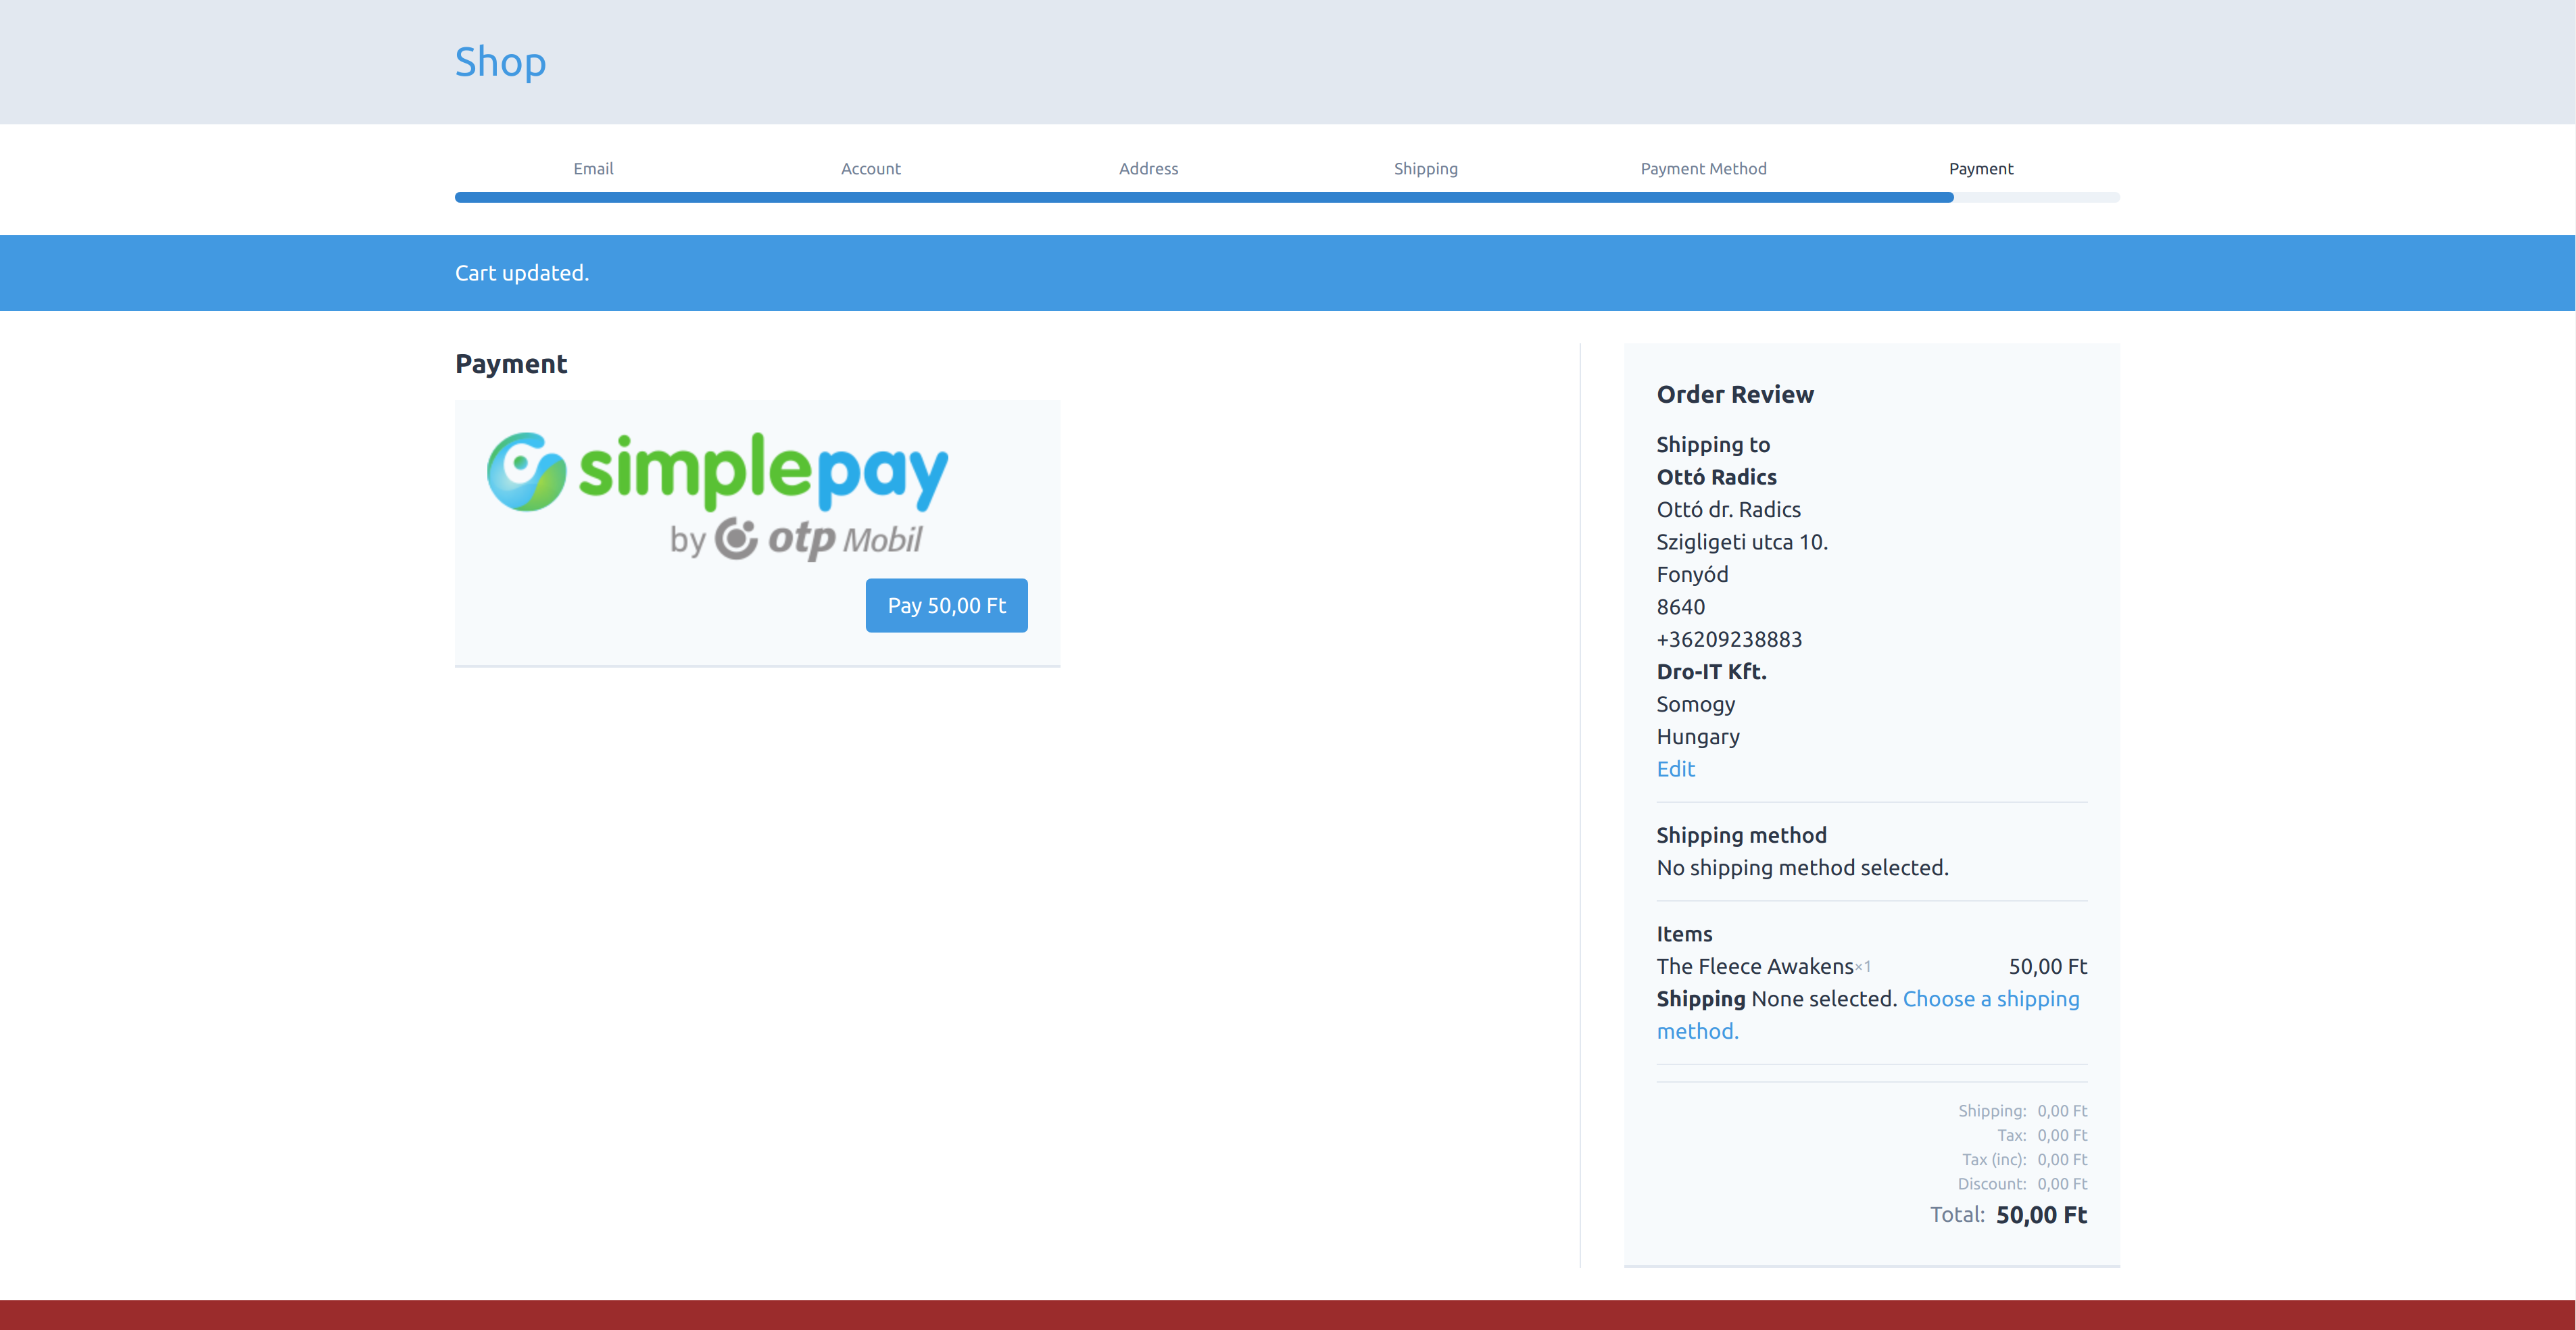 Shop
Email Account Address Shipping Payment Method Payment
Cart updated.
Payment
simplepay
by otp Mobil
Pay 50,00 Ft
Order Review
Shipping to
Ottó Radics
Ottó dr. Radics
Szigligeti utca 10.
Fonyód
8640
+36209238883
Dro-IT Kft.
Somogy
Hungary
Edit
Shipping method
No shipping method selected.
Items
The Fleece Awakens×1 50,00 Ft
Shipping None selected. Choose a shipping
method.
Shipping: 0,00 Ft
Tax: 0,00 Ft
Tax (inc): 0,00 Ft
Discount: 0,00 Ft
Total: 50,00 Ft